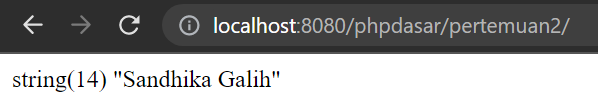 localhost:8080/phpdasar/pertemuan2/
string(14) "Sandhika Galih"